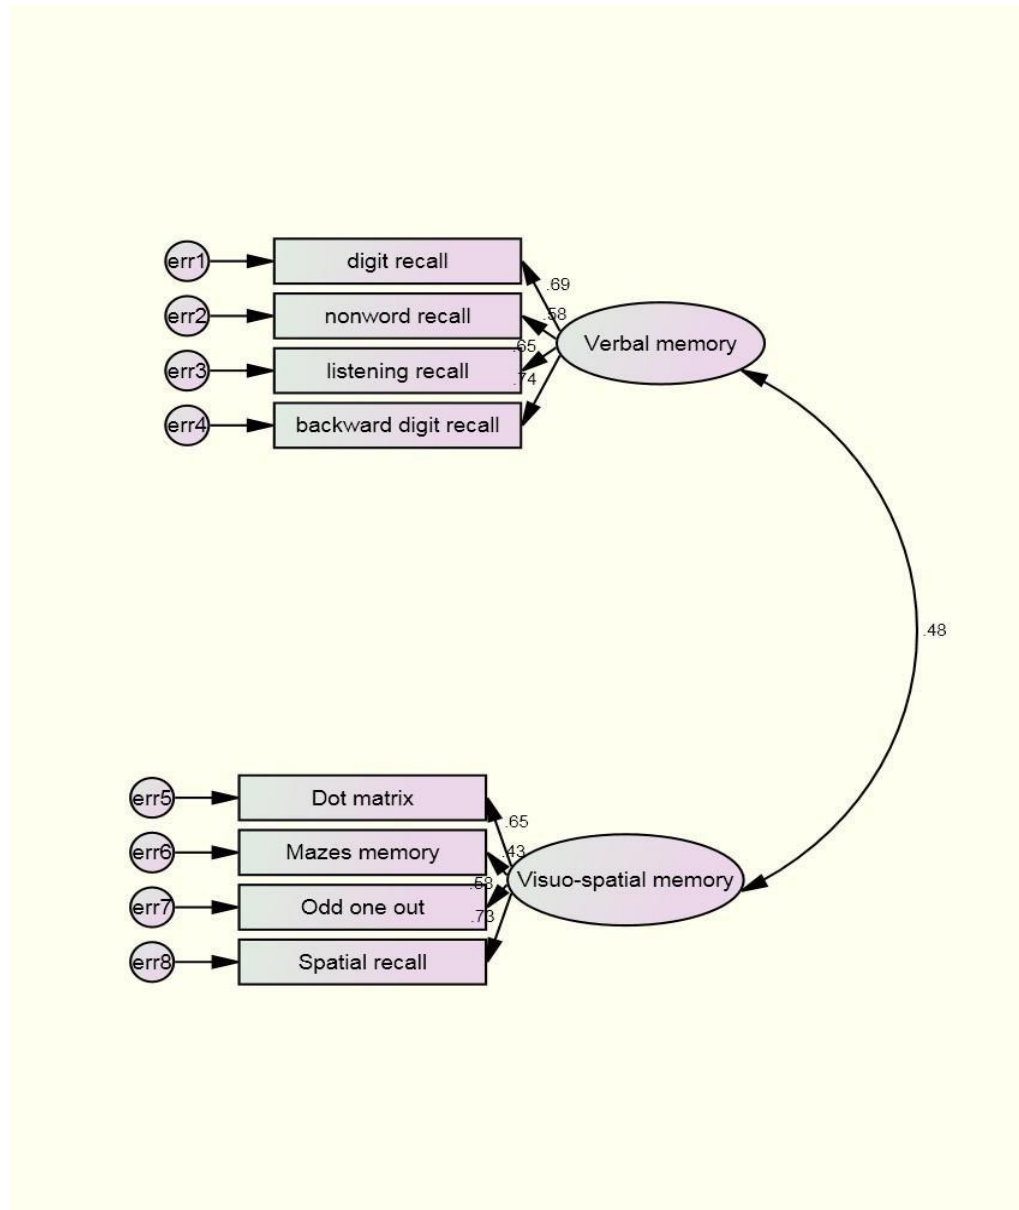 err1
digit recall
.69
err2
nonword recall
.58
Verbal memory
err3
listening recall
.65
err4
backward digit recall
.74
.48
err5
Dot matrix
.65
err6
Mazes memory
.43
Visuo-spatial memory
err7
Odd one out
.58
err8
Spatial recall
.73